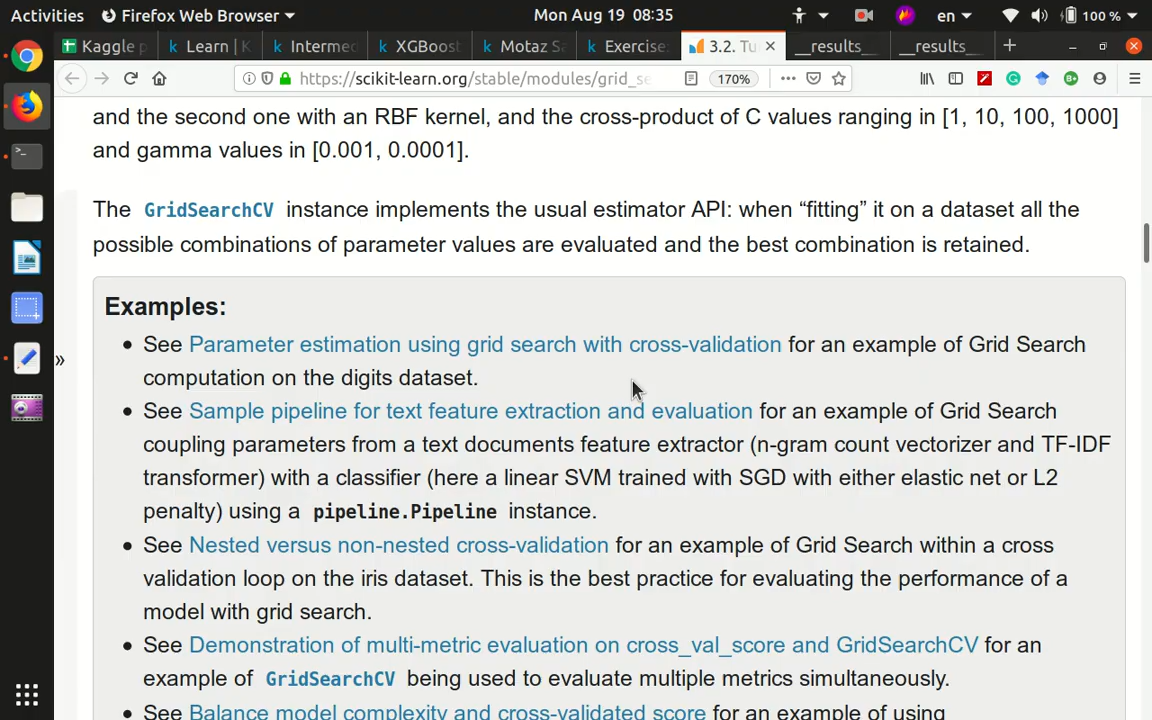 Activities Firefox Web Browser Mon Aug 19 08:35 en 100 %
Kaggle Learn | K Intermed XGBoost Motaz Sa Exercise: 3.2. Tu __results_ __results_
https://scikit-learn.org/stable/modules/grid_se 170%
and the second one with an RBF kernel, and the cross-product of C values ranging in [1, 10, 100, 1000]
and gamma values in [0.001, 0.0001].
The GridSearchCV instance implements the usual estimator API: when “fitting” it on a dataset all the
possible combinations of parameter values are evaluated and the best combination is retained.
Examples:
• See Parameter estimation using grid search with cross-validation for an example of Grid Search
computation on the digits dataset.
• See Sample pipeline for text feature extraction and evaluation for an example of Grid Search
coupling parameters from a text documents feature extractor (n-gram count vectorizer and TF-IDF
transformer) with a classifier (here a linear SVM trained with SGD with either elastic net or L2
penalty) using a pipeline.Pipeline instance.
• See Nested versus non-nested cross-validation for an example of Grid Search within a cross
validation loop on the iris dataset. This is the best practice for evaluating the performance of a
model with grid search.
• See Demonstration of multi-metric evaluation on cross_val_score and GridSearchCV for an
example of GridSearchCV being used to evaluate multiple metrics simultaneously.
• See Balance model complexity and cross-validated score for an example of using